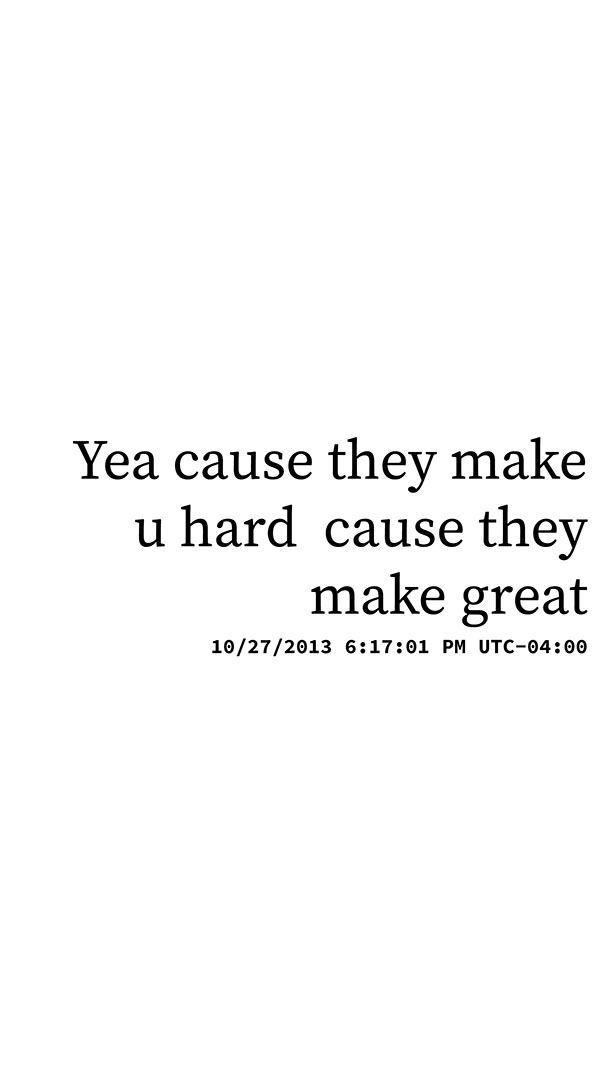 Yea cause they make
u hard  cause they
make great
10/27/2013 6:17:01 PM UTC−04:00